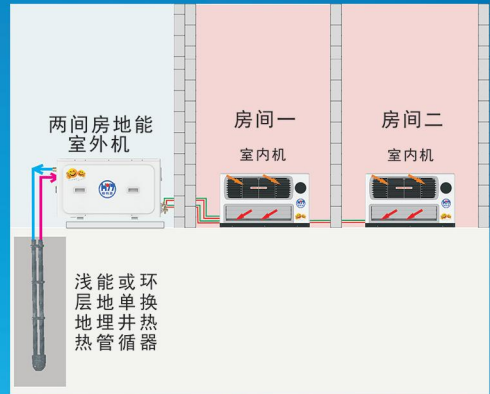 两间房地能
室外机
房间一
室内机
房间二
室内机
浅层地热
能地埋管
或单井循
环换热器